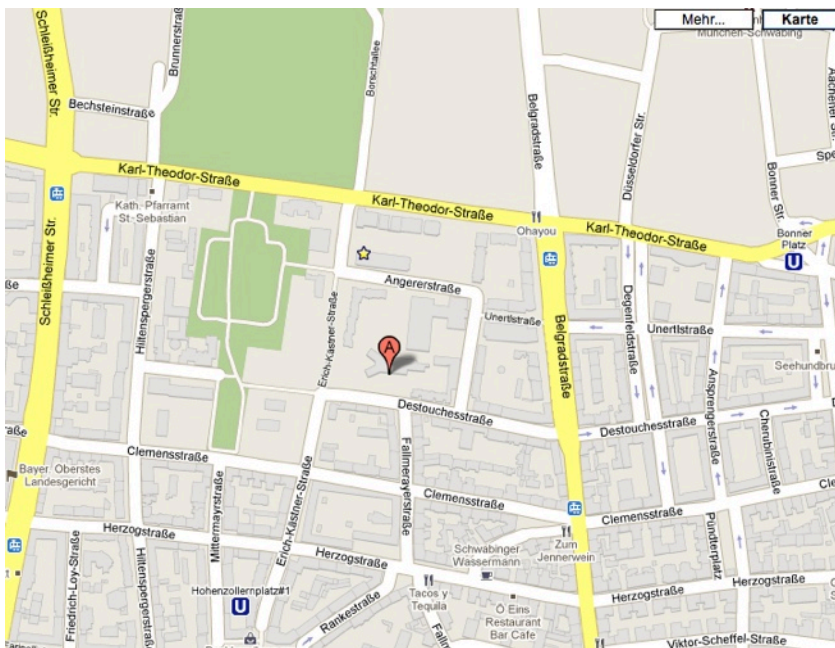 Mehr...
Karte
München-Schwabing
Schleißheimer Str.
Brunnerstraße
Borschtallee
Belgradstraße
Düsseldorfer Str.
Aachener Str.
Bechsteinstraße
Karl-Theodor-Straße
Kath. Pfarramt
St. Sebastian
Karl-Theodor-Straße
Ohayou
Karl-Theodor-Straße
Bonner Str.
Bonner
Platz
U
Schleißheimer Str.
Hiltenspergerstraße
Angererstraße
Erich-Kästner-Straße
Unertlstraße
Belgradstraße
Degenfeldstraße
Unertlstraße
Ansprengerstraße
A
Destouchesstraße
Destouchesstraße
Cherubinistraße
Bayer. Oberstes
Landesgericht
Clemensstraße
Fallmerayerstraße
Clemensstraße
Clemensstraße
Mittermayrstraße
Erich-Kästner-Straße
Herzogstraße
Herzogstraße
Schwabinger
Wassermann
Zum
Jennerwein
Pündterplatz
Friedrich-Loy-Straße
Hiltenspergerstraße
Hohenzollernplatz#1
U
Rankestraße
Tacos y
Tequila
Ö Eins
Restaurant
Bar Cafe
Herzogstraße
Viktor-Scheffel-Straße